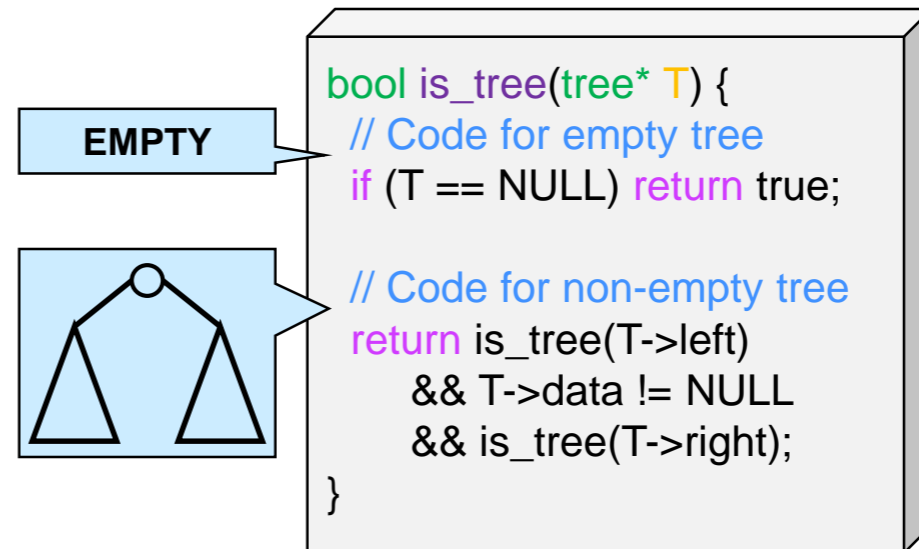 EMPTY
bool is_tree(tree* T) {
// Code for empty tree
if (T == NULL) return true;
// Code for non-empty tree
return is_tree(T->left)
&& T->data != NULL
&& is_tree(T->right);
}